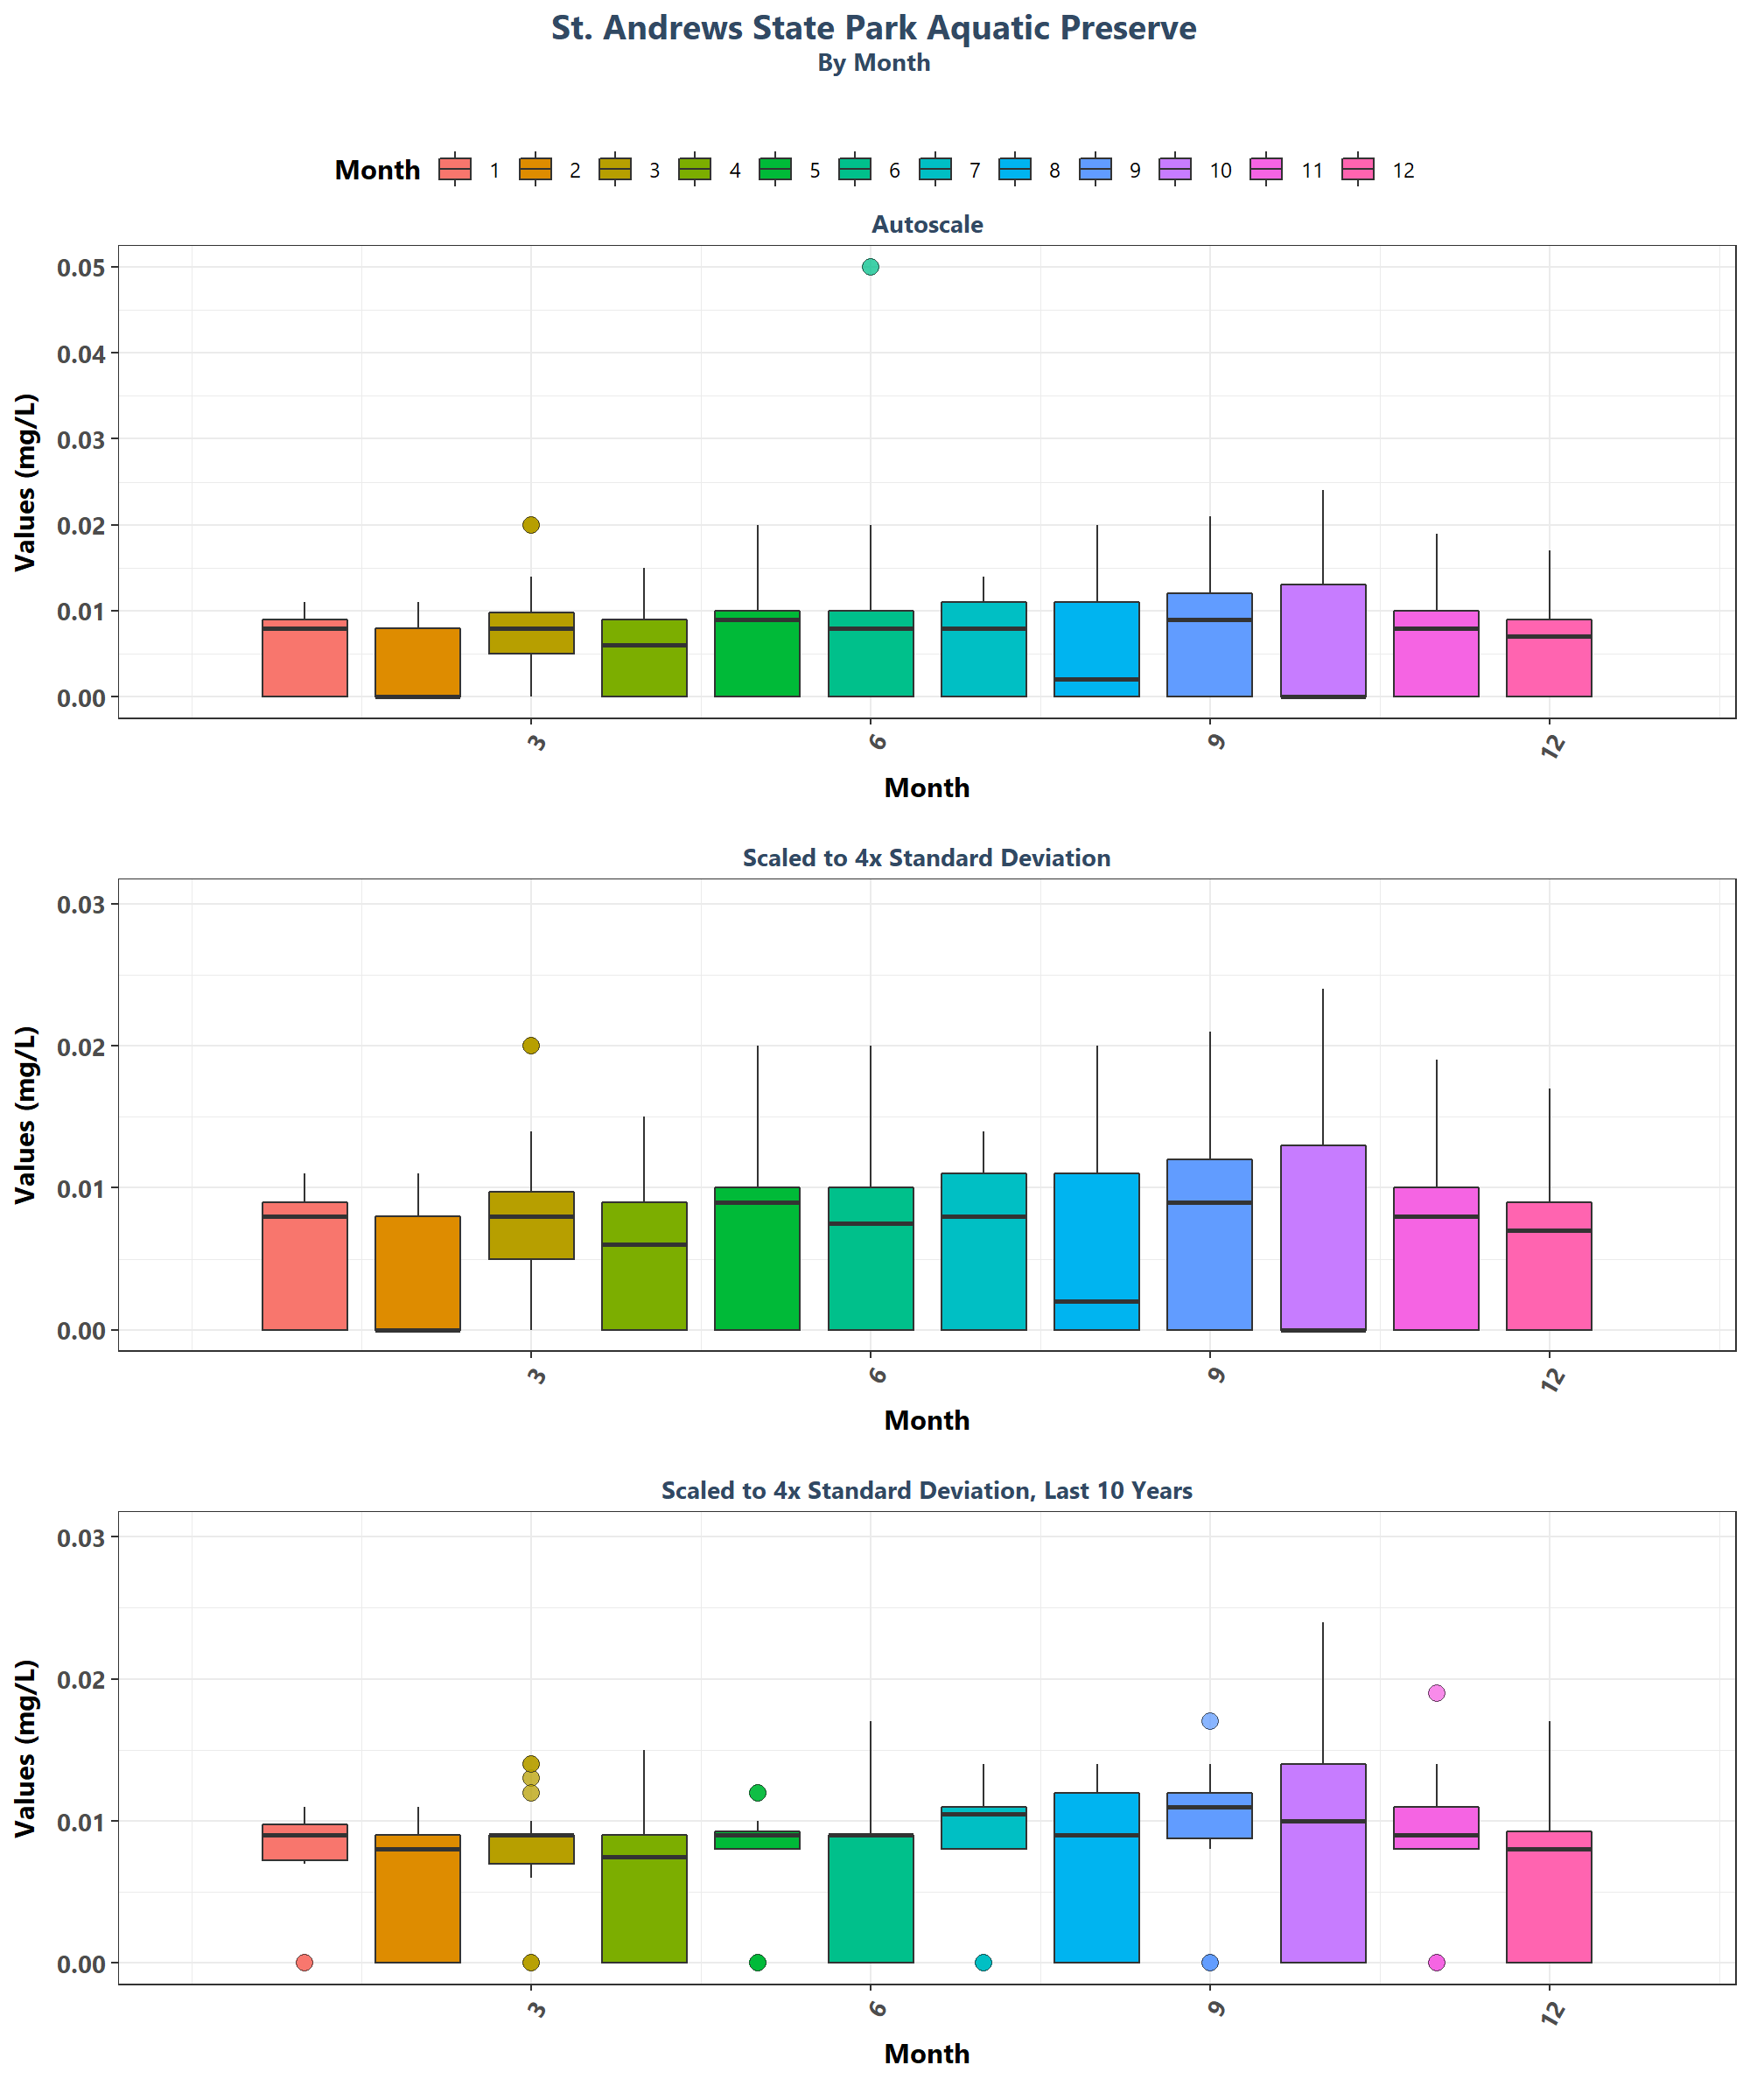 St. Andrews State Park Aquatic Preserve
By Month
Month 1 2 3 4 5 6 7 8 9 10 11 12
Autoscale
Values (mg/L)
0.05
0.04
0.03
0.02
0.01
0.00
3 6 9 12
Month
Scaled to 4x Standard Deviation
Values (mg/L)
0.03
0.02
0.01
0.00
3 6 9 12
Month
Scaled to 4x Standard Deviation, Last 10 Years
Values (mg/L)
0.03
0.02
0.01
0.00
3 6 9 12
Month